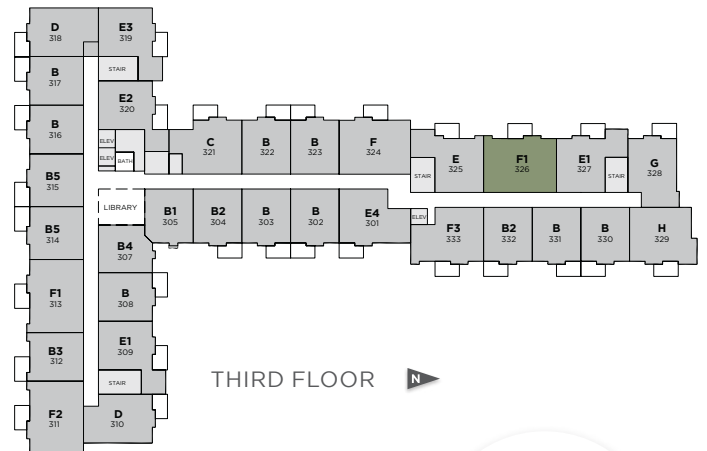 D
318
E3
319
STAIR
B
317
E2
320
B
316
ELEV
ELEV
BATH
C
321
B
322
B
323
F
324
STAIR
E
325
F1
326
E1
327
STAIR
G
328
B5
315
LIBRARY
B1
305
B2
304
B
303
B
302
E4
301
ELEV
F3
333
B2
332
B
331
B
330
H
329
B5
314
B4
307
F1
313
B
308
B3
312
E1
309
STAIR
F2
311
D
310
THIRD FLOOR
N